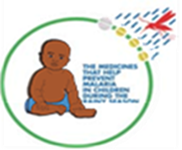 THE MEDICINES
THAT HELP
PREVENT
MALARIA
IN CHILDREN
DURING THE
RAINY SEASON